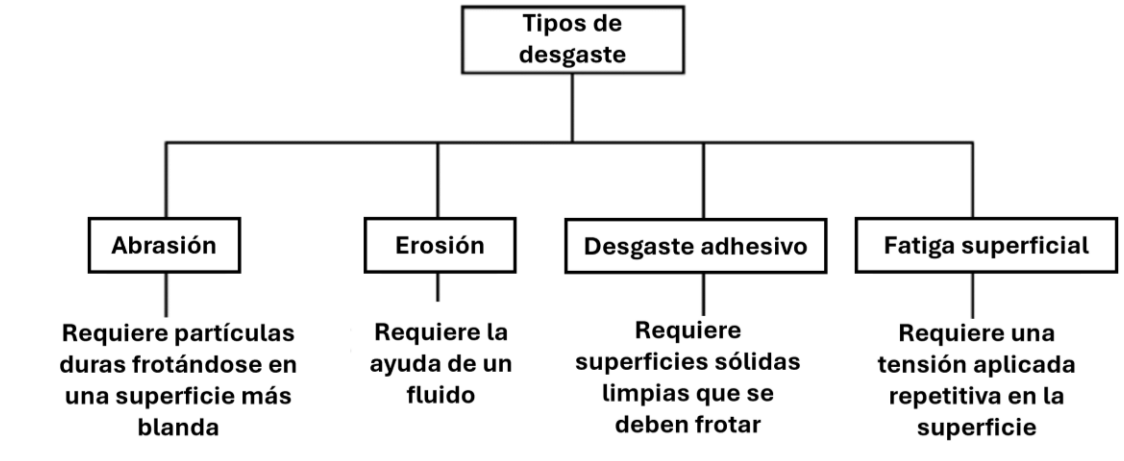 Tipos de
desgaste
Abrasión
Erosión
Desgaste adhesivo
Fatiga superficial
Requiere partículas
duras frotándose en
una superficie más
blanda
Requiere la
ayuda de un
fluido
Requiere
superficies sólidas
limpias que se
deben frotar
Requiere una
tensión aplicada
repetitiva en la
superficie